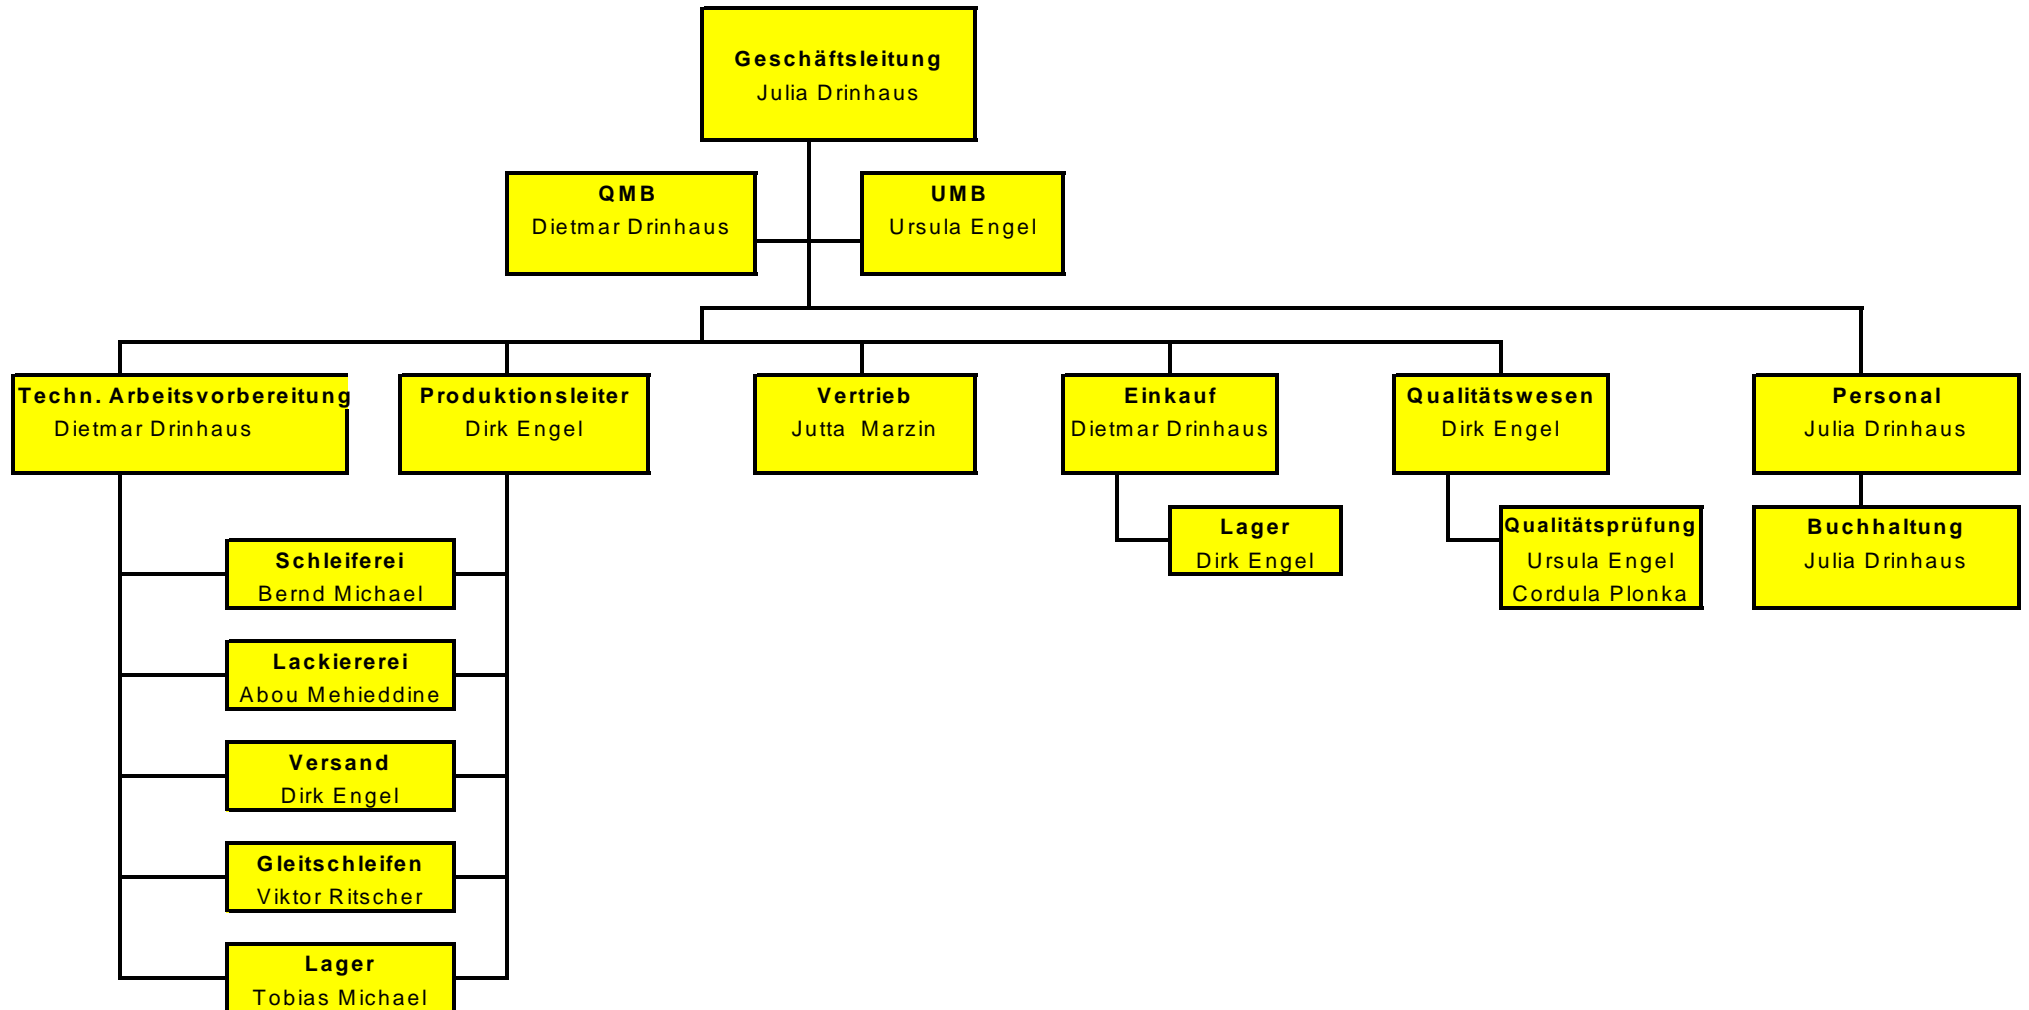 Geschäftsleitung
Julia Drinhaus
QMB
Dietmar Drinhaus
UMB
Ursula Engel
Techn. Arbeitsvorbereitung
Dietmar Drinhaus
Produktionsleiter
Dirk Engel
Vertrieb
Jutta Marzin
Einkauf
Dietmar Drinhaus
Qualitätswesen
Dirk Engel
Personal
Julia Drinhaus
Lager
Dirk Engel
Qualitätsprüfung
Ursula Engel
Cordula Plonka
Buchhaltung
Julia Drinhaus
Schleiferei
Bernd Michael
Lackiererei
Abou Mehieddine
Versand
Dirk Engel
Gleitschleifen
Viktor Ritscher
Lager
Tobias Michael